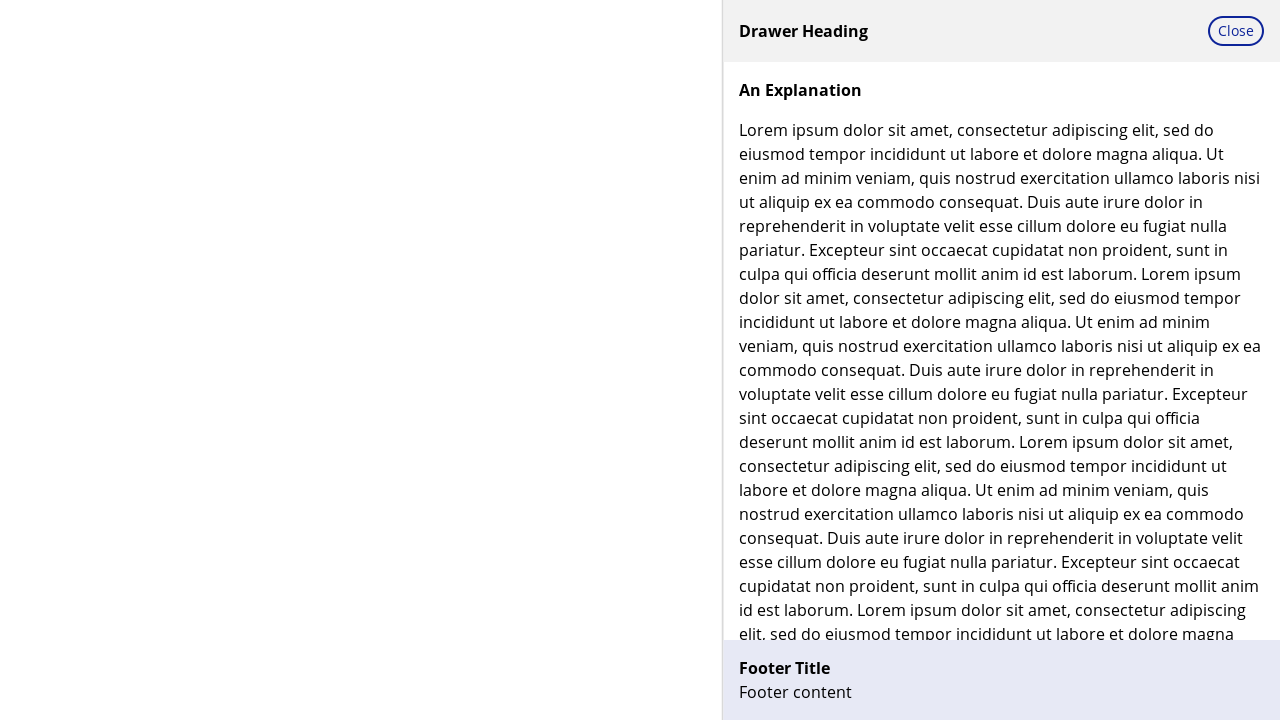 Drawer Heading
Close
An Explanation
Lorem ipsum dolor sit amet, consectetur adipiscing elit, sed do
eiusmod tempor incididunt ut labore et dolore magna aliqua. Ut
enim ad minim veniam, quis nostrud exercitation ullamco laboris nisi
ut aliquip ex ea commodo consequat. Duis aute irure dolor in
reprehenderit in voluptate velit esse cillum dolore eu fugiat nulla
pariatur. Excepteur sint occaecat cupidatat non proident, sunt in
culpa qui officia deserunt mollit anim id est laborum. Lorem ipsum
dolor sit amet, consectetur adipiscing elit, sed do eiusmod tempor
incididunt ut labore et dolore magna aliqua. Ut enim ad minim
veniam, quis nostrud exercitation ullamco laboris nisi ut aliquip ex ea
commodo consequat. Duis aute irure dolor in reprehenderit in
voluptate velit esse cillum dolore eu fugiat nulla pariatur. Excepteur
sint occaecat cupidatat non proident, sunt in culpa qui officia
deserunt mollit anim id est laborum. Lorem ipsum dolor sit amet,
consectetur adipiscing elit, sed do eiusmod tempor incididunt ut
labore et dolore magna aliqua. Ut enim ad minim veniam, quis
nostrud exercitation ullamco laboris nisi ut aliquip ex ea commodo
consequat. Duis aute irure dolor in reprehenderit in voluptate velit
esse cillum dolore eu fugiat nulla pariatur. Excepteur sint occaecat
cupidatat non proident, sunt in culpa qui officia deserunt mollit anim
id est laborum. Lorem ipsum dolor sit amet, consectetur adipiscing
elit, sed do eiusmod tempor incididunt ut labore et dolore magna
Footer Title
Footer content